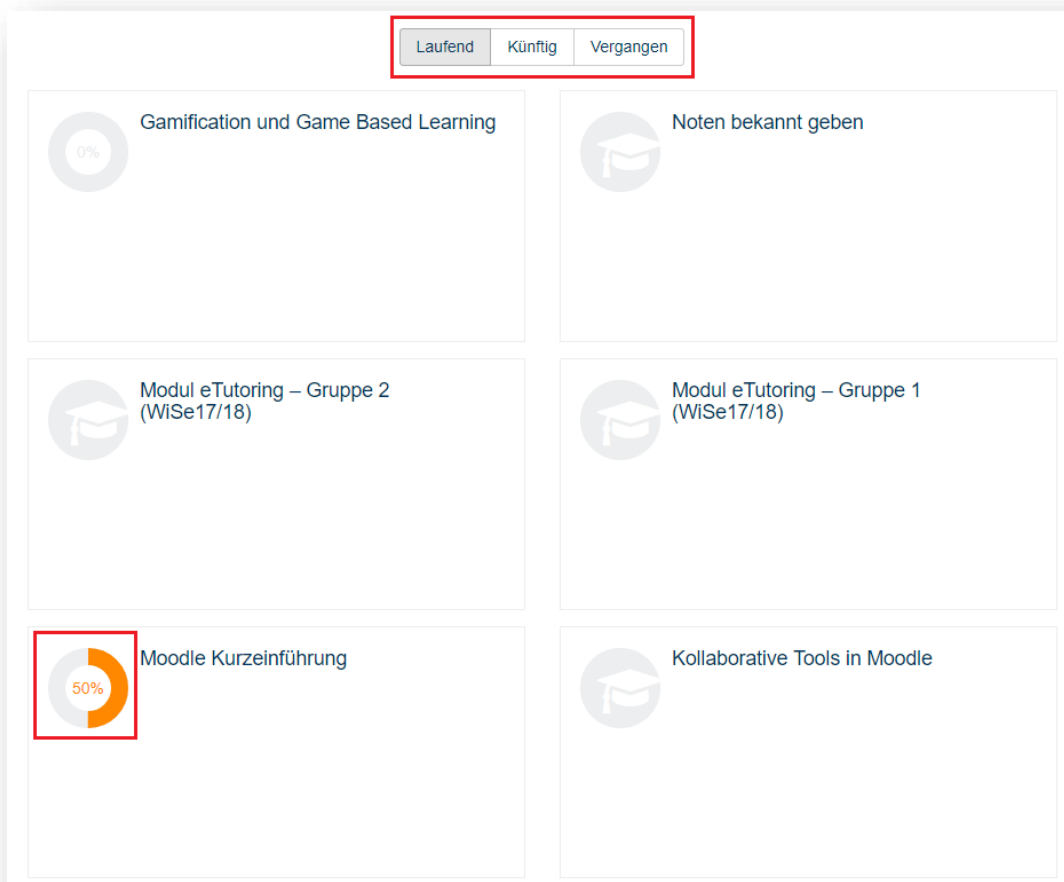 Laufend Künftig Vergangen
0%
Gamification und Game Based Learning
Noten bekannt geben
Modul eTutoring – Gruppe 2
(WiSe17/18)
Modul eTutoring – Gruppe 1
(WiSe17/18)
50%
Moodle Kurzeinführung
Kollaborative Tools in Moodle